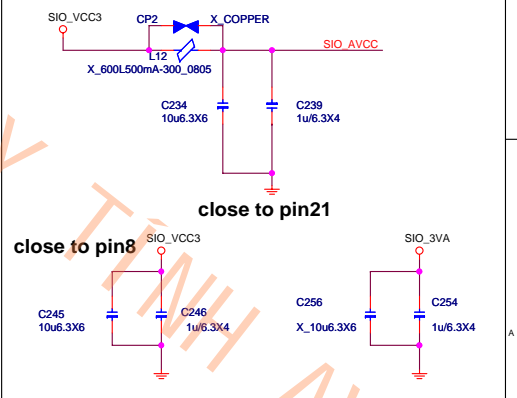 SIO_VCC3
CP2
X_COPPER
SIO_AVCC
L12
X_600L500mA-300_0805
C234
10u6.3X6
C239
1u/6.3X4
close to pin21
close to pin8
SIO_VCC3
SIO_3VA
C245
10u6.3X6
C246
1u/6.3X4
C256
X_10u6.3X6
C254
1u/6.3X4
A
TÍNH